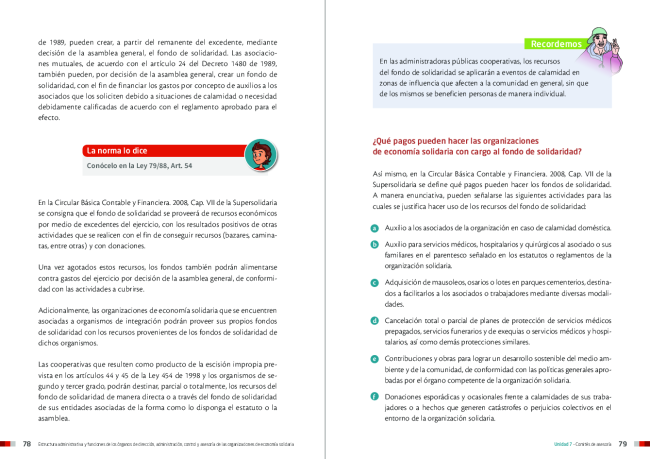 de 1989, pueden crear, a partir del remanente del excedente, mediante
decisión de la asamblea general, el fondo de solidaridad. Las asociacio-
nes mutuales, de acuerdo con el artículo 24 del Decreto 1480 de 1989,
también pueden, por decisión de la asamblea general, crear un fondo de
solidaridad, con el fin de financiar los gastos por concepto de auxilios a los
asociados que los soliciten debido a situaciones de calamidad o necesidad
debidamente calificadas de acuerdo con el reglamento aprobado para el
efecto.
La norma lo dice
Conócelo en la Ley 79/88, Art. 54
En la Circular Básica Contable y Financiera. 2008, Cap. VII de la Supersolidaria
se consigna que el fondo de solidaridad se proveerá de recursos económicos
por medio de excedentes del ejercicio, con los resultados positivos de otras
actividades que se realicen con el fin de conseguir recursos (bazares, camina-
tas, entre otras) y con donaciones.
Una vez agotados estos recursos, los fondos también podrán alimentarse
contra gastos del ejercicio por decisión de la asamblea general, de conformi-
dad con las actividades a cubrirse.
Adicionalmente, las organizaciones de economía solidaria que se encuentren
asociadas a organismos de integración podrán proveer sus propios fondos
de solidaridad con los recursos provenientes de los fondos de solidaridad de
dichos organismos.
Las cooperativas que resulten como producto de la escisión impropia pre-
vista en los artículos 44 y 45 de la Ley 454 de 1998 y los organismos de se-
gundo y tercer grado, podrán destinar, parcial o totalmente, los recursos del
fondo de solidaridad de manera directa o a través del fondo de solidaridad
de sus entidades asociadas de la forma como lo disponga el estatuto o la
asamblea.
78 Estructura administrativa y funciones de los órganos de dirección, administración, control y asesoría de las organizaciones de economía solidaria
Recordemos
En las administradoras públicas cooperativas, los recursos
del fondo de solidaridad se aplicarán a eventos de calamidad en
zonas de influencia que afecten a la comunidad en general, sin que
de los mismos se beneficien personas de manera individual.
¿Qué pagos pueden hacer las organizaciones
de economía solidaria con cargo al fondo de solidaridad?
Así mismo, en la Circular Básica Contable y Financiera. 2008, Cap. VII de la
Supersolidaria se define qué pagos pueden hacer los fondos de solidaridad.
A manera enunciativa, pueden señalarse las siguientes actividades para las
cuales se justifica hacer uso de los recursos del fondo de solidaridad:
a Auxilio a los asociados de la organización en caso de calamidad doméstica.
b Auxilio para servicios médicos, hospitalarios y quirúrgicos al asociado o sus
familiares en el parentesco señalado en los estatutos o reglamentos de la
organización solidaria.
c Adquisición de mausoleos, osarios o lotes en parques cementerios, destina-
dos a facilitarlos a los asociados o trabajadores mediante diversas modali-
dades.
d Cancelación total o parcial de planes de protección de servicios médicos
prepagados, servicios funerarios y de exequias o servicios médicos y hospi-
talarios, así como demás protecciones similares.
e Contribuciones y obras para lograr un desarrollo sostenible del medio am-
biente y de la comunidad, de conformidad con las políticas generales apro-
badas por el órgano competente de la organización solidaria.
f Donaciones esporádicas y ocasionales frente a calamidades de sus traba-
jadores o a hechos que generen catástrofes o perjuicios colectivos en el
entorno de la organización solidaria.
Unidad 7 - Comités de asesoría 79